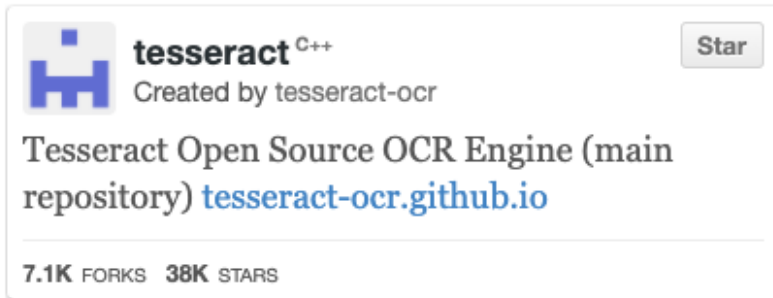 tesseract C++
Star
Created by tesseract-ocr
Tesseract Open Source OCR Engine (main
repository) tesseract-ocr.github.io
7.1K FORKS 38K STARS